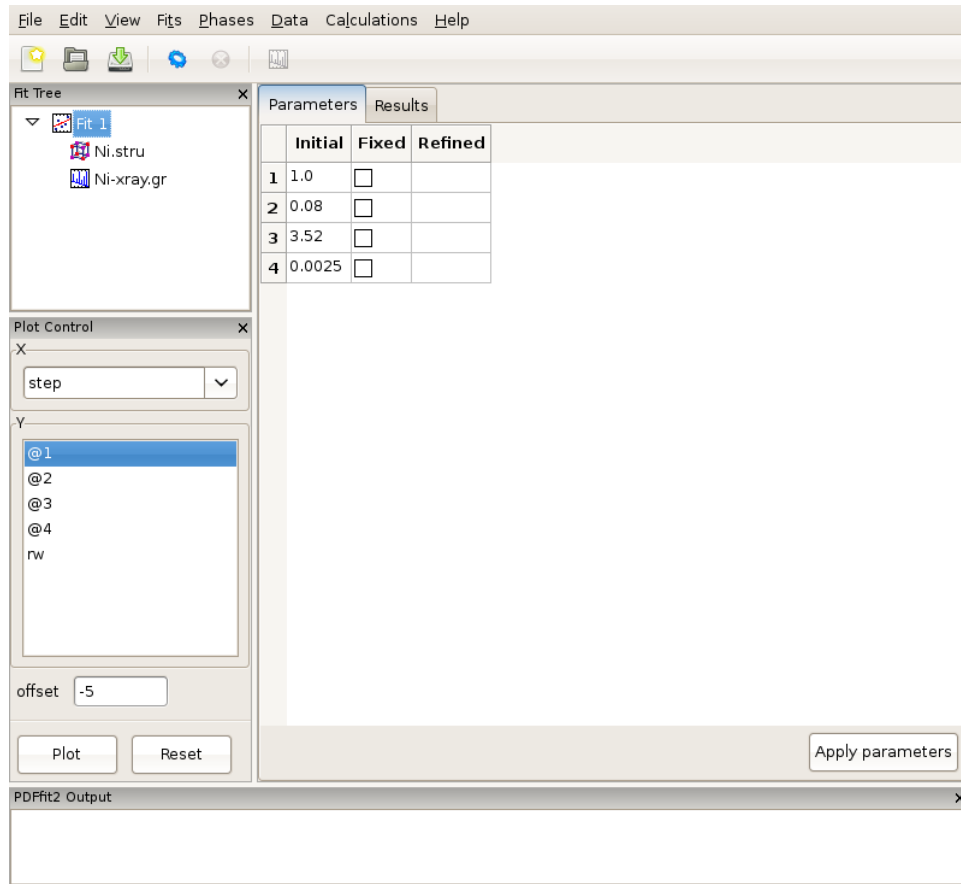 File Edit View Fits Phases Data Calculations Help
Fit Tree
Fit 1
Ni.stru
Ni-xray.gr
Plot Control
X
step
Y
@1
@2
@3
@4
rw
offset -5
Plot Reset
Parameters Results
Initial Fixed Refined
1 1.0
2 0.08
3 3.52
4 0.0025
Apply parameters
PDFfit2 Output